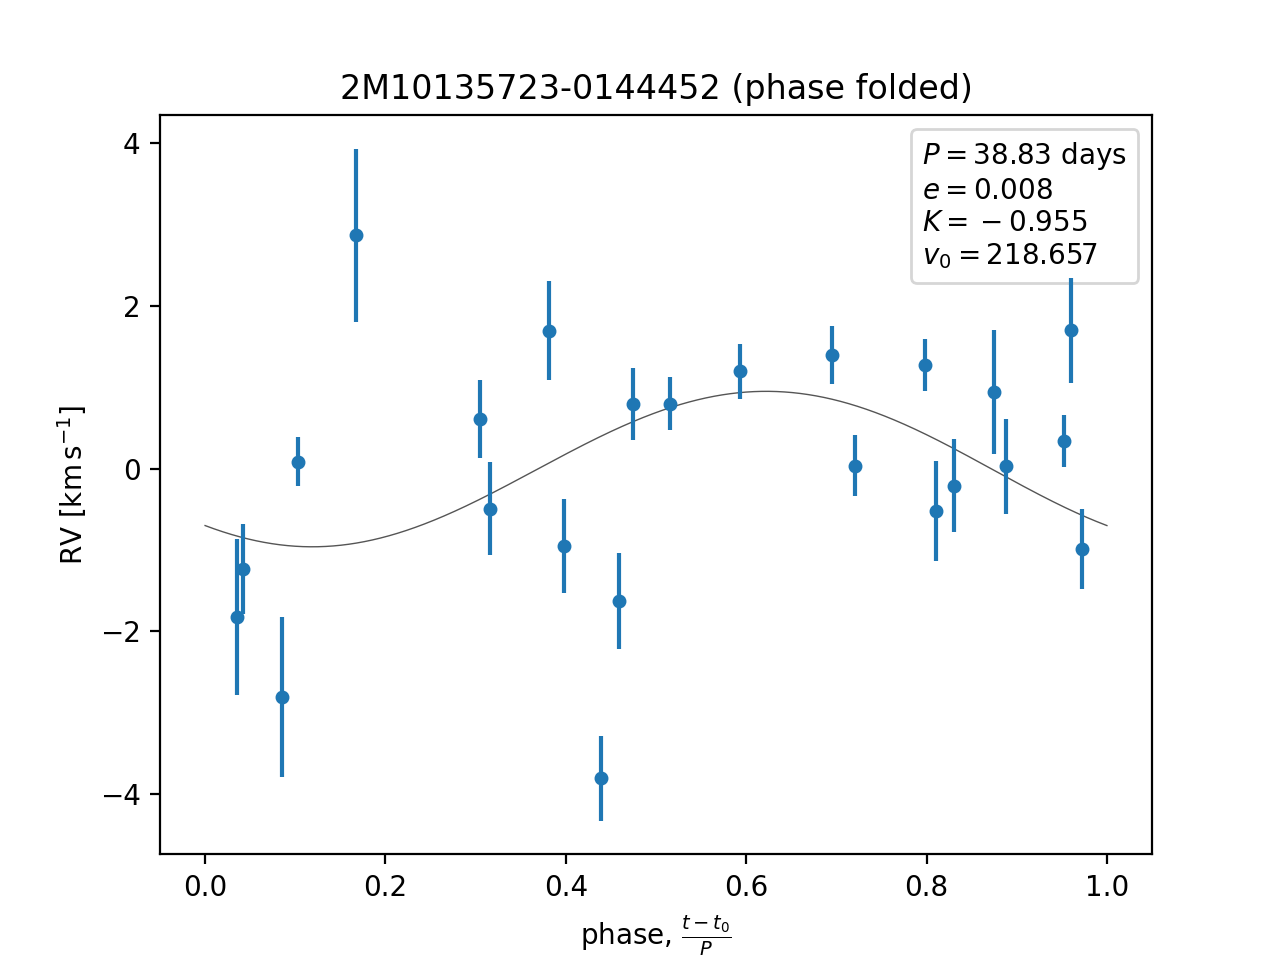 2M10135723-0144452 (phase folded)
P = 38.83 days
e = 0.008
K = −0.955
v₀ = 218.657
RV [km s⁻¹]
4
2
0
−2
−4
0.0 0.2 0.4 0.6 0.8 1.0
phase, (t − t₀)/P